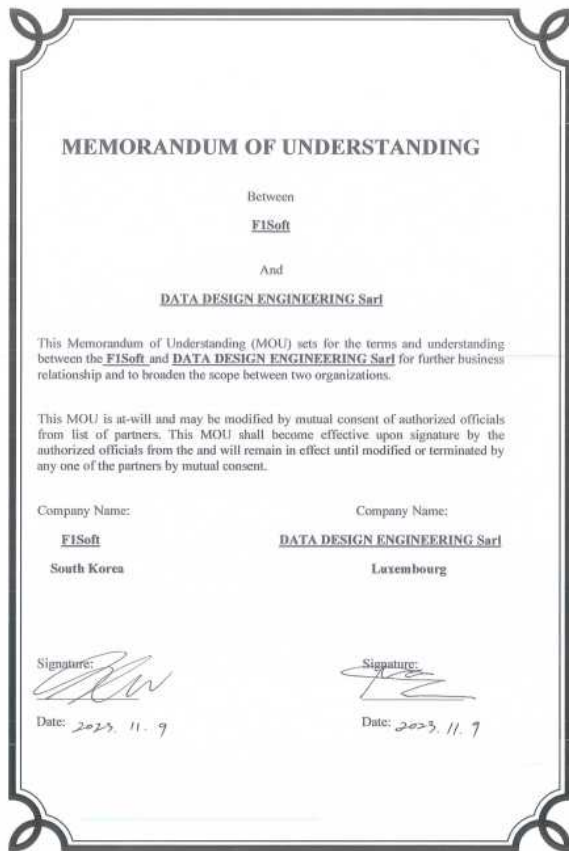 MEMORANDUM OF UNDERSTANDING
Between
F1Soft
And
DATA DESIGN ENGINEERING Sarl
This Memorandum of Understanding (MOU) sets for the terms and understanding
between the F1Soft and DATA DESIGN ENGINEERING Sarl for further business
relationship and to broaden the scope between two organizations.
This MOU is at-will and may be modified by mutual consent of authorized officials
from list of partners. This MOU shall become effective upon signature by the
authorized officials from the and will remain in effect until modified or terminated by
any one of the partners by mutual consent.
Company Name: Company Name:
F1Soft DATA DESIGN ENGINEERING Sarl
South Korea Luxembourg
Signature: Signature:
Date: 2023. 11. 9 Date: 2023. 11. 9